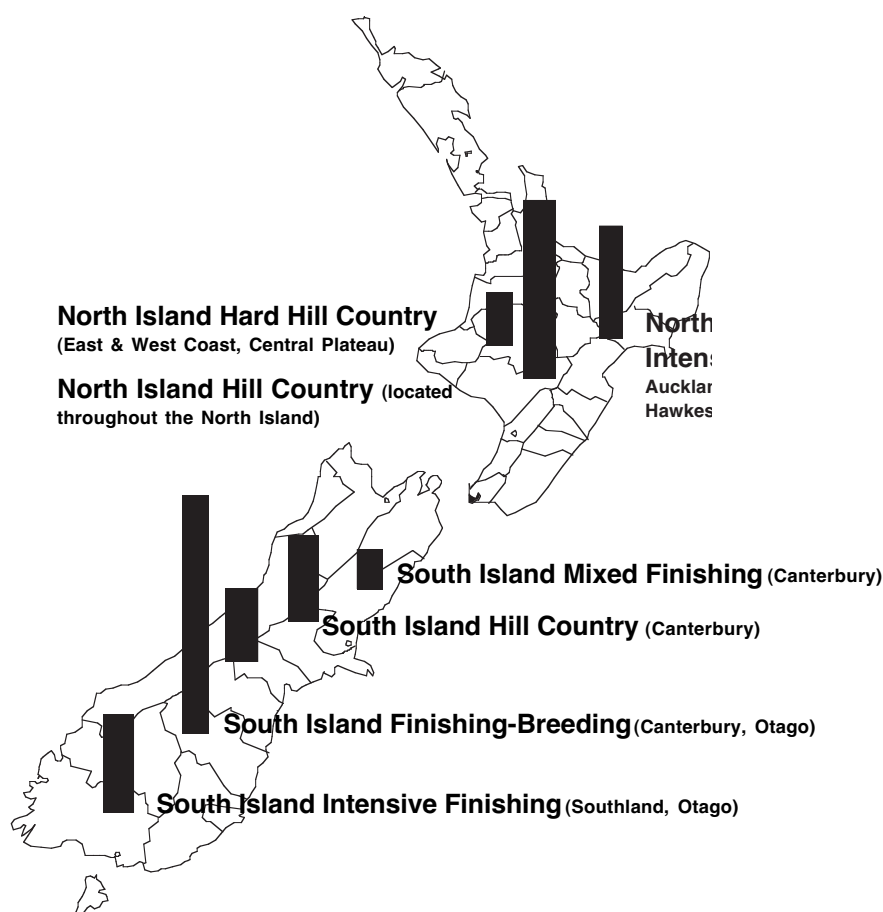 North Island Hard Hill Country
(East & West Coast, Central Plateau)
North Island Hill Country (located
throughout the North Island)
North
South Island Mixed Finishing (Canterbury)
South Island Hill Country (Canterbury)
South Island Finishing-Breeding (Canterbury, Otago)
South Island Intensive Finishing (Southland, Otago)